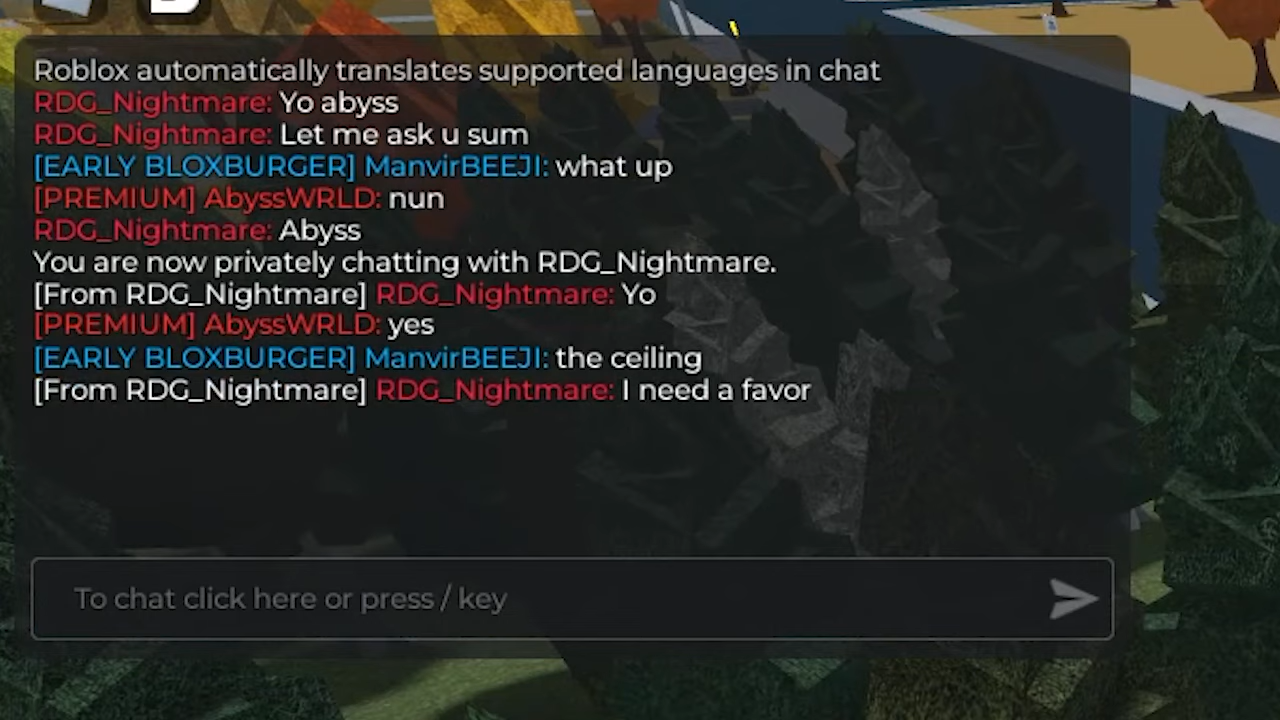 Roblox automatically translates supported languages in chat
RDG_Nightmare: Yo abyss
RDG_Nightmare: Let me ask u sum
[EARLY BLOXBURGER] ManvirBEEJI: what up
[PREMIUM] AbyssWRLD: nun
RDG_Nightmare: Abyss
You are now privately chatting with RDG_Nightmare.
[From RDG_Nightmare] RDG_Nightmare: Yo
[PREMIUM] AbyssWRLD: yes
[EARLY BLOXBURGER] ManvirBEEJI: the ceiling
[From RDG_Nightmare] RDG_Nightmare: I need a favor
To chat click here or press / key